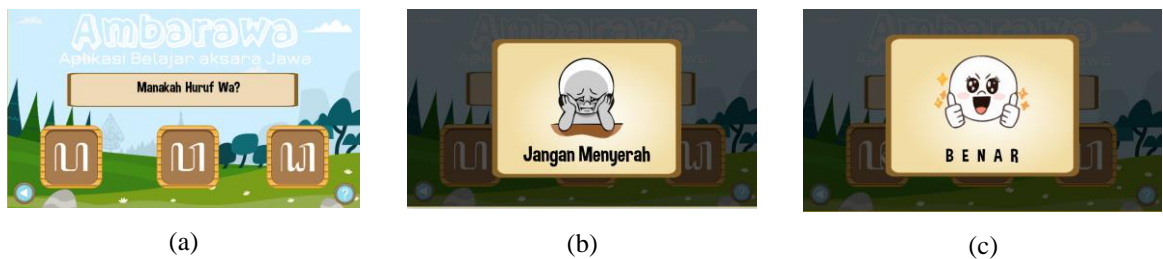 Ambarawa
Aplikasi Belajar aksara Jawa
Manakah Huruf Wa?
?
(a)
Jangan Menyerah
(b)
BENAR
(c)